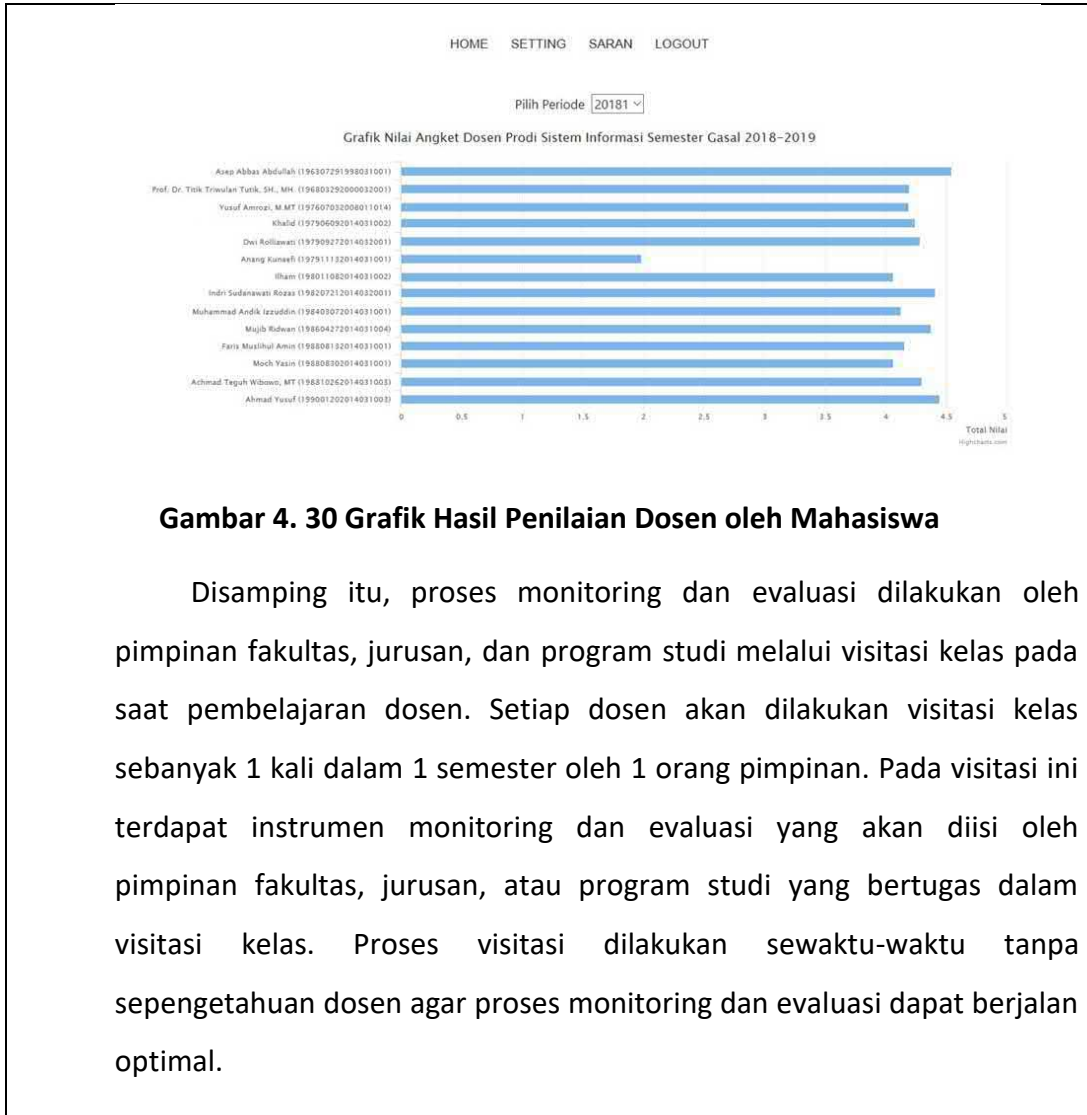 HOME SETTING SARAN LOGOUT
Pilih Periode 20181
Grafik Nilai Angket Dosen Prodi Sistem Informasi Semester Gasal 2018-2019
Asep Abbas Abdullah (196307291998031001)
Prof. Dr. Titik Triwulan Tutik, SH., MH. (196803292000032001)
Yusuf Amrozi, M.MT (197607032008011014)
Khalid (197906092014031002)
Dwi Rolliawati (197909272014032001)
Anang Kunaefi (197911132014031001)
Ilham (198011082014031002)
Indri Sudanawati Rozas (198207212014032001)
Muhammad Andik Izzuddin (198403072014031001)
Mujib Ridwan (198604272014031004)
Faris Muslihul Amin (198808132014031001)
Moch Yasin (198808302014031001)
Achmad Teguh Wibowo, MT (198810262014031003)
Ahmad Yusuf (199001202014031003)
0 0.5 1 1.5 2 2.5 3 3.5 4 4.5 5
Total Nilai
Highcharts.com
Gambar 4. 30 Grafik Hasil Penilaian Dosen oleh Mahasiswa
Disamping itu, proses monitoring dan evaluasi dilakukan oleh
pimpinan fakultas, jurusan, dan program studi melalui visitasi kelas pada
saat pembelajaran dosen. Setiap dosen akan dilakukan visitasi kelas
sebanyak 1 kali dalam 1 semester oleh 1 orang pimpinan. Pada visitasi ini
terdapat instrumen monitoring dan evaluasi yang akan diisi oleh
pimpinan fakultas, jurusan, atau program studi yang bertugas dalam
visitasi kelas. Proses visitasi dilakukan sewaktu-waktu tanpa
sepengetahuan dosen agar proses monitoring dan evaluasi dapat berjalan
optimal.